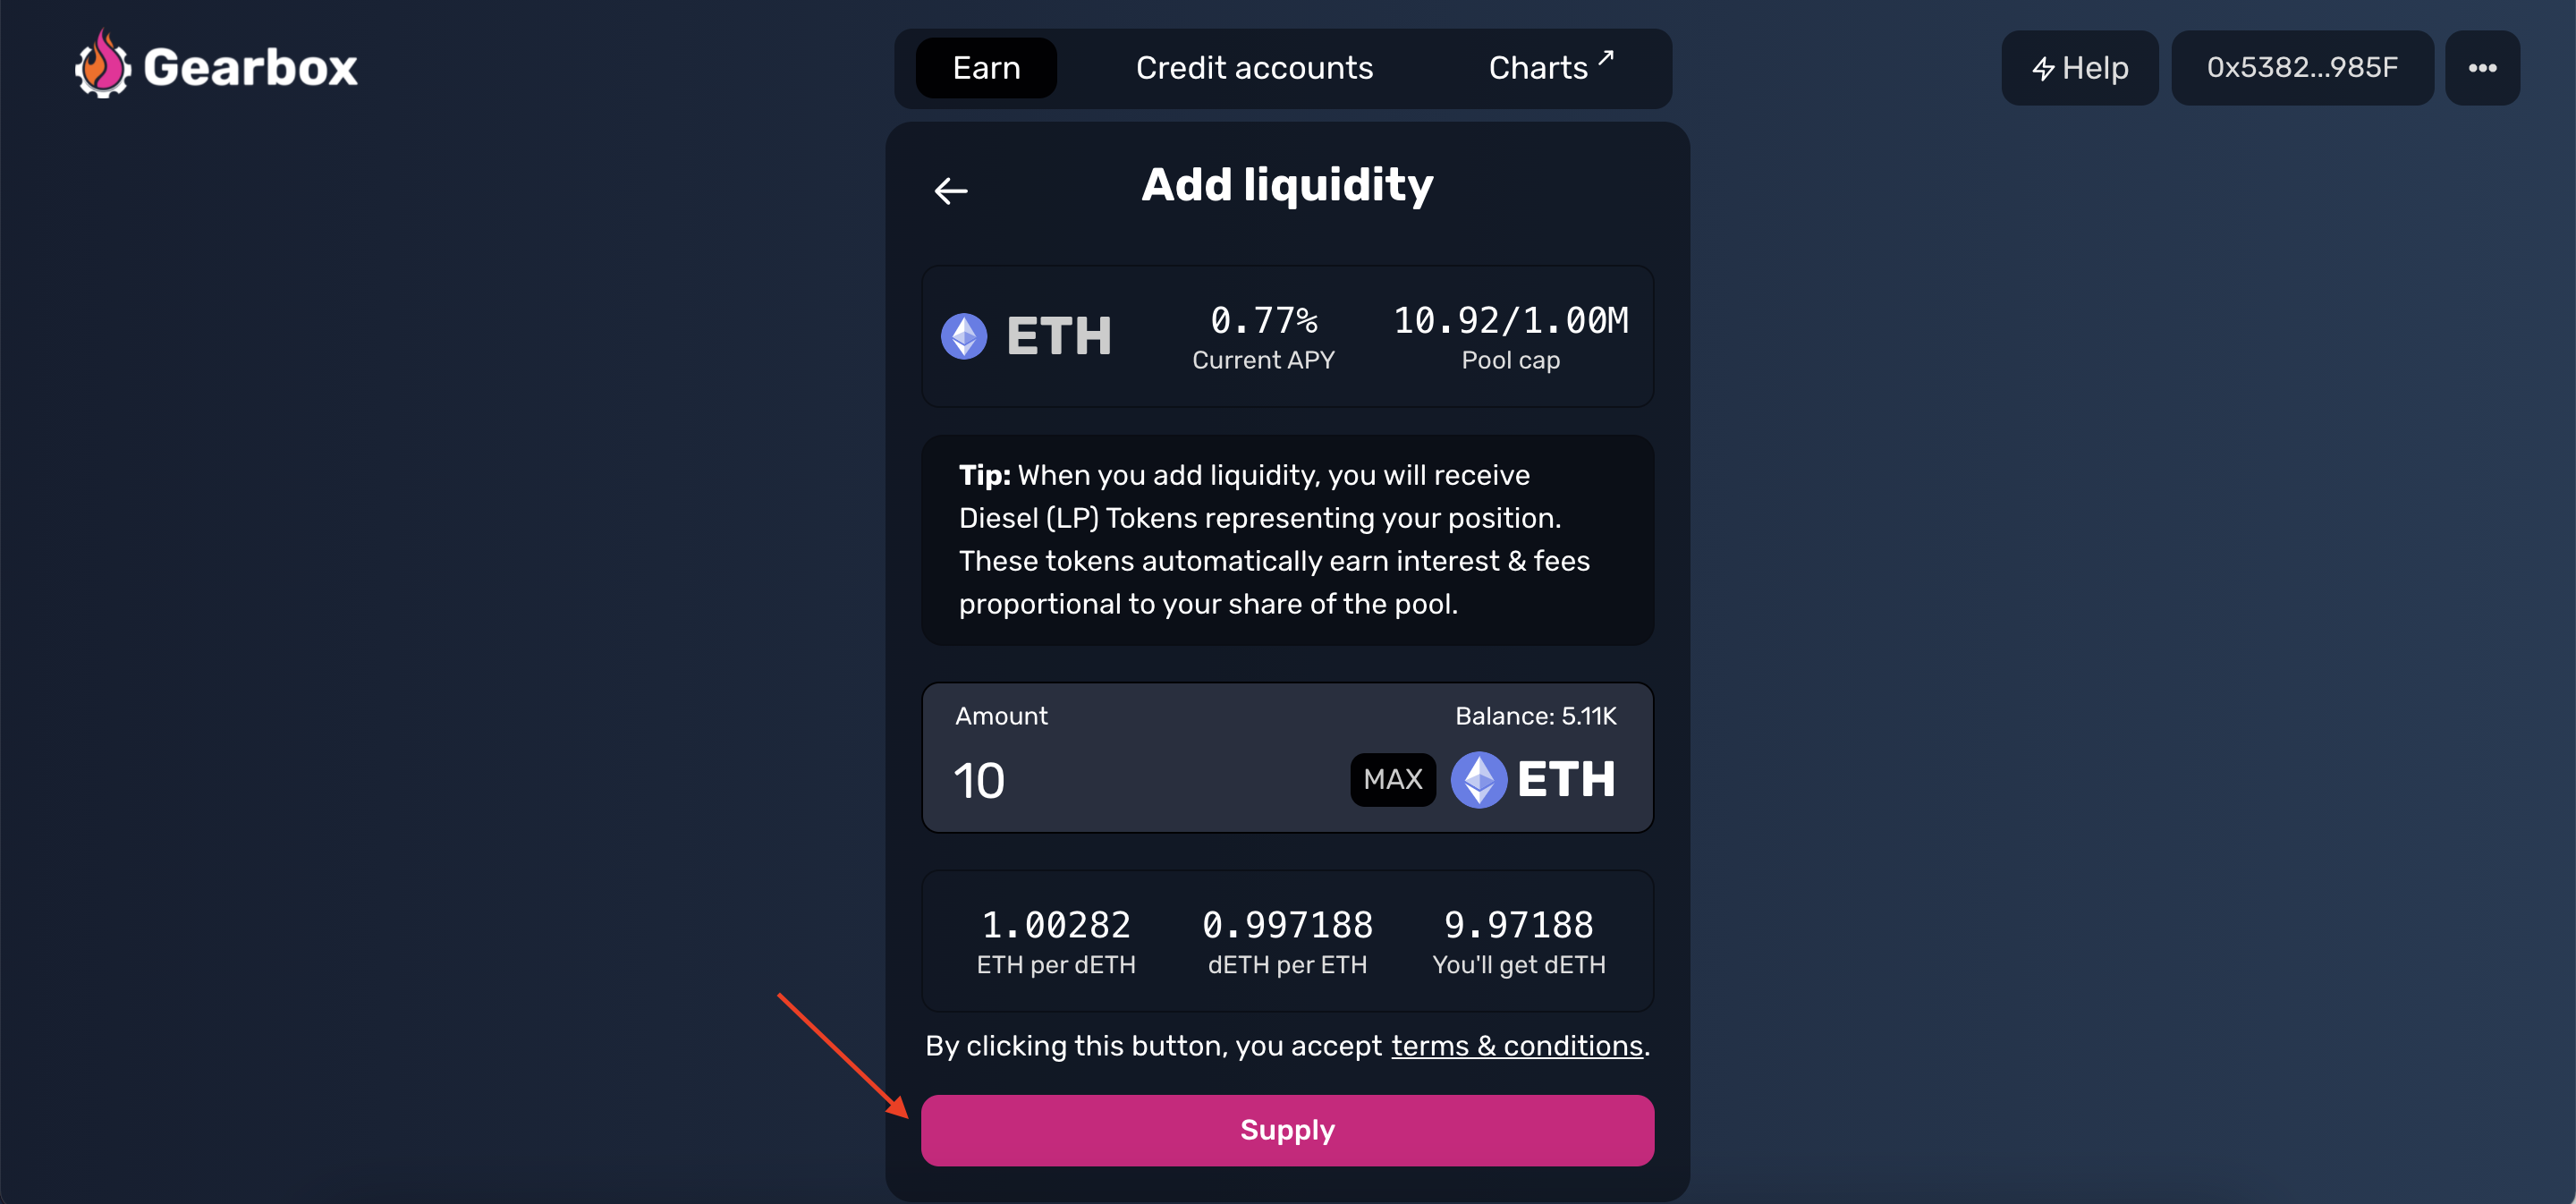 Gearbox
Earn
Credit accounts
Charts ↗
Help
0x5382...985F
•••
←
Add liquidity
ETH
0.77%
Current APY
10.92/1.00M
Pool cap
Tip: When you add liquidity, you will receive
Diesel (LP) Tokens representing your position.
These tokens automatically earn interest & fees
proportional to your share of the pool.
Amount
Balance: 5.11K
10
MAX
ETH
1.00282
ETH per dETH
0.997188
dETH per ETH
9.97188
You'll get dETH
By clicking this button, you accept terms & conditions.
Supply